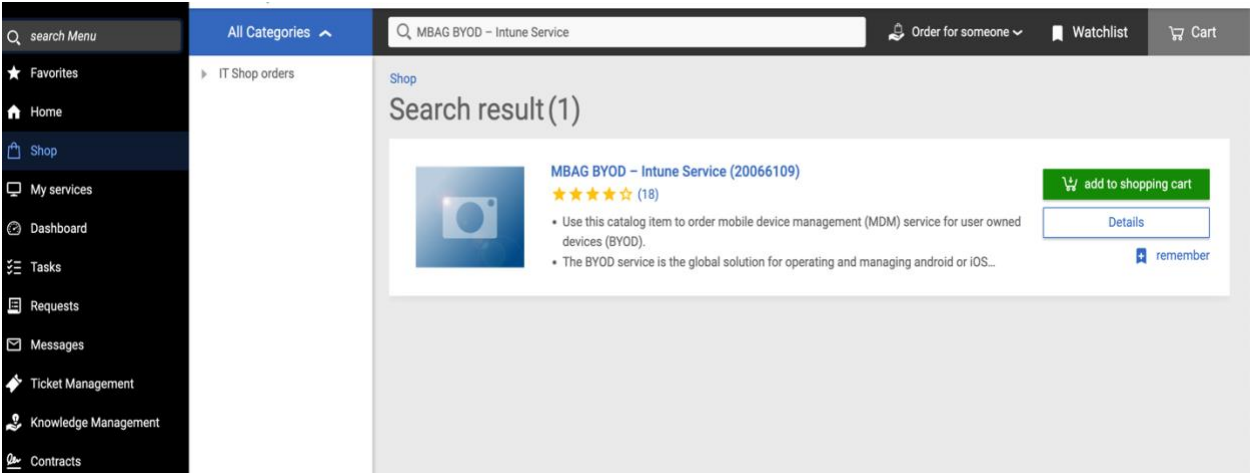 search Menu
Favorites
Home
Shop
My services
Dashboard
Tasks
Requests
Messages
Ticket Management
Knowledge Management
Contracts
All Categories
IT Shop orders
MBAG BYOD – Intune Service
Order for someone
Watchlist
Cart
Shop
Search result (1)
MBAG BYOD – Intune Service (20066109)
(18)
• Use this catalog item to order mobile device management (MDM) service for user owned
devices (BYOD).
• The BYOD service is the global solution for operating and managing android or iOS...
add to shopping cart
Details
remember